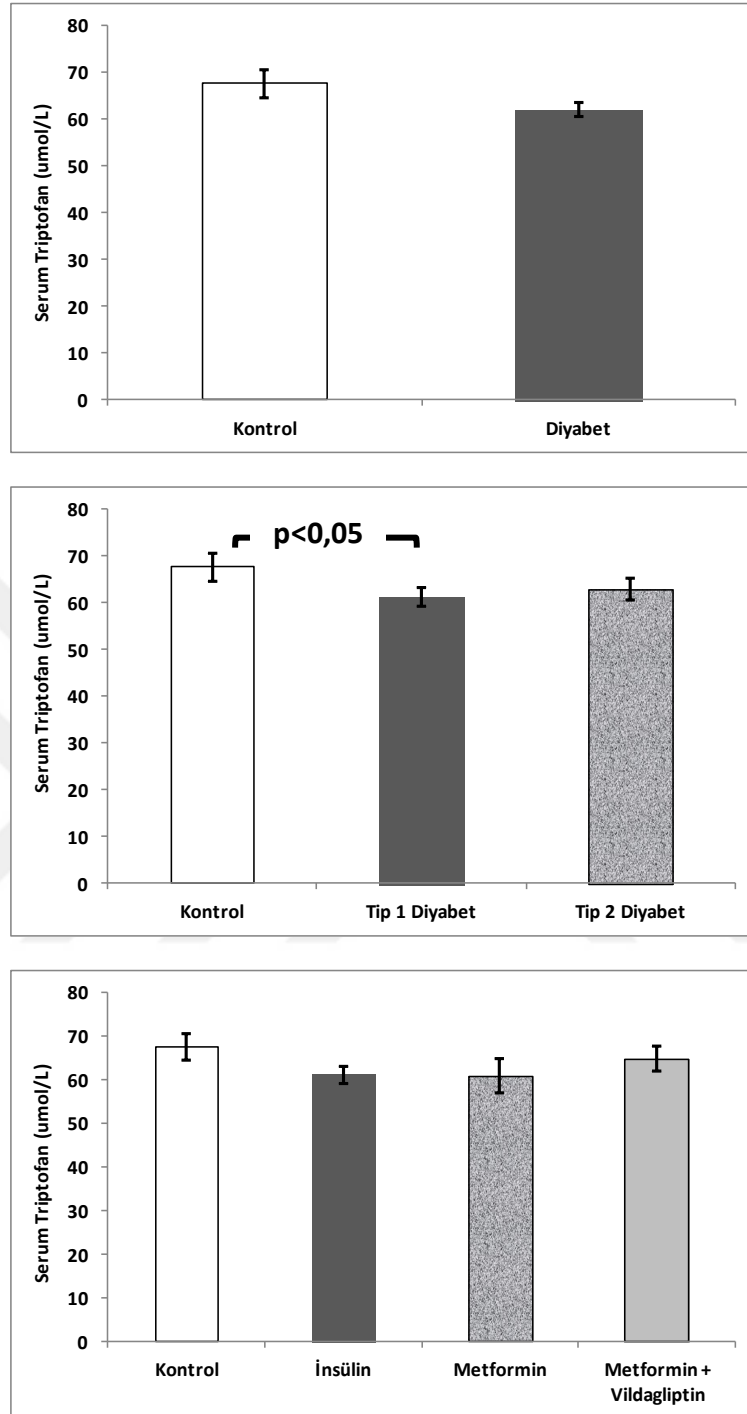 80
70
60
50
40
30
20
10
0
Serum Triptofan (umol/L)
Kontrol
Diyabet
80
70
60
50
40
30
20
10
0
Serum Triptofan (umol/L)
p<0,05
Kontrol
Tip 1 Diyabet
Tip 2 Diyabet
80
70
60
50
40
30
20
10
0
Serum Triptofan (umol/L)
Kontrol
İnsülin
Metformin
Metformin +
Vildagliptin